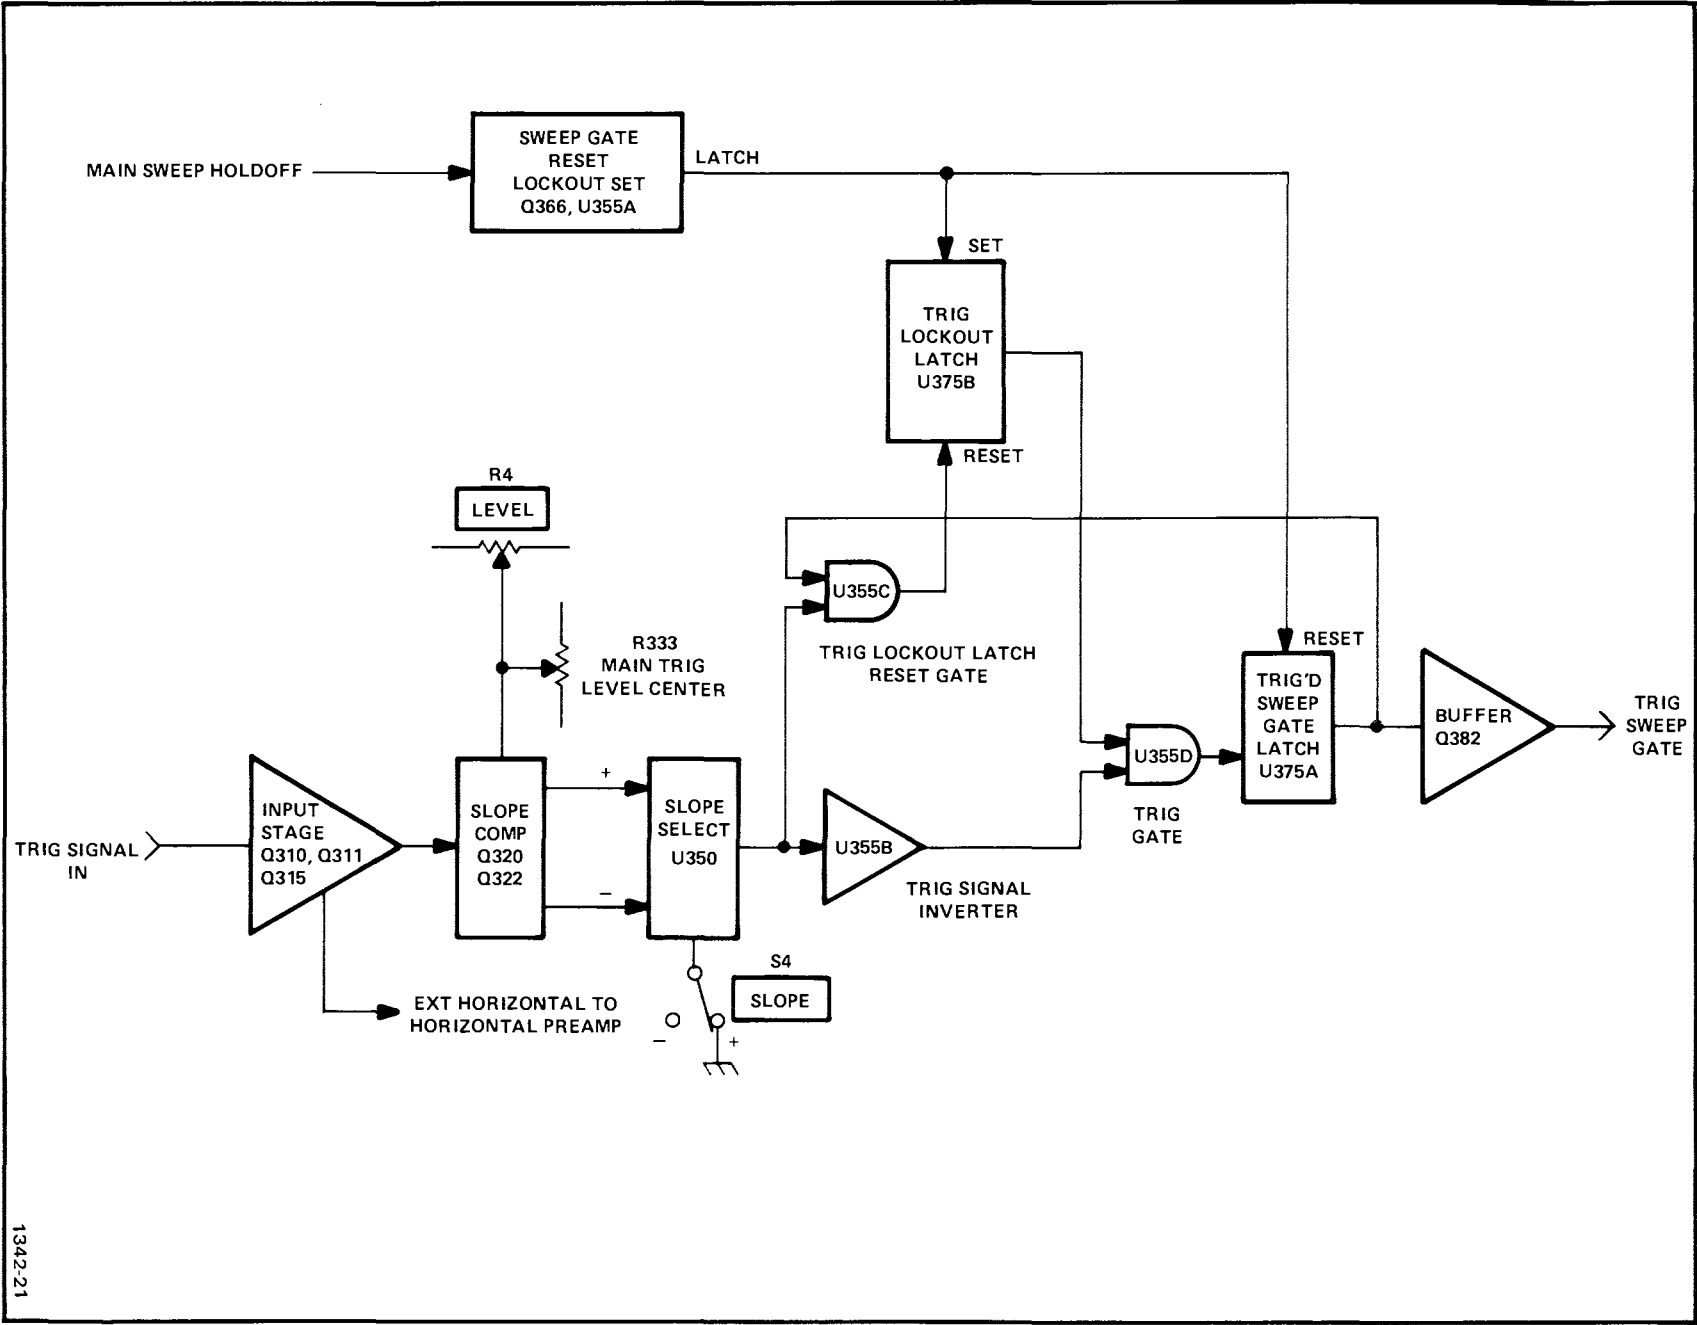 SWEEP GATE
RESET
LOCKOUT SET
Q366, U355A
MAIN SWEEP HOLDOFF
LATCH
SET
TRIG
LOCKOUT
LATCH
U375B
RESET
R4
LEVEL
U355C
TRIG LOCKOUT LATCH
RESET GATE
R333
MAIN TRIG
LEVEL CENTER
RESET
TRIG'D
SWEEP
GATE
LATCH
U375A
BUFFER
Q382
TRIG
SWEEP
GATE
U355D
TRIG
GATE
TRIG SIGNAL
IN
INPUT
STAGE
Q310, Q311
Q315
SLOPE
COMP
Q320
Q322
+
–
SLOPE
SELECT
U350
U355B
TRIG SIGNAL
INVERTER
S4
SLOPE
–
+
EXT HORIZONTAL TO
HORIZONTAL PREAMP
1342-21